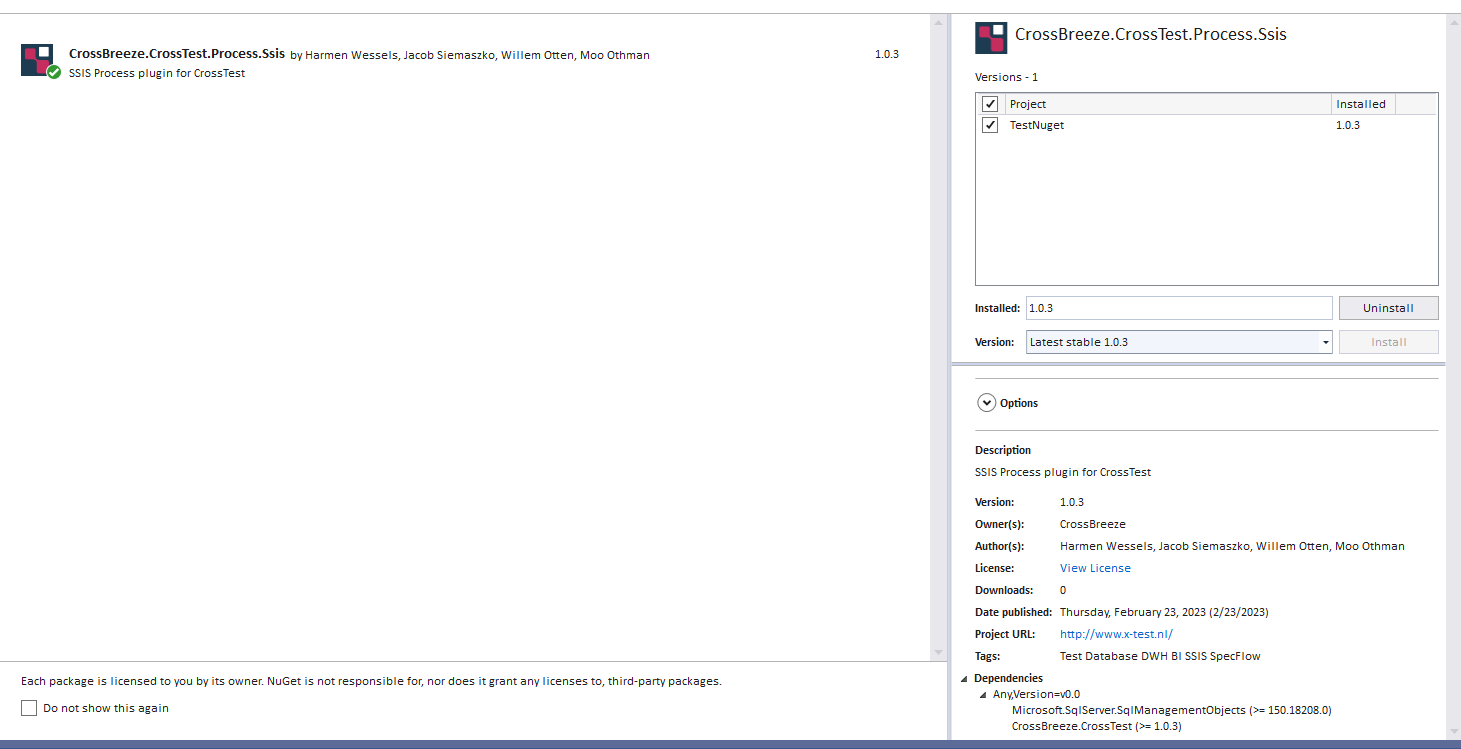 CrossBreeze.CrossTest.Process.Ssis by Harmen Wessels, Jacob Siemaszko, Willem Otten, Moo Othman 1.0.3
SSIS Process plugin for CrossTest
Each package is licensed to you by its owner. NuGet is not responsible for, nor does it grant any licenses to, third-party packages.
Do not show this again
CrossBreeze.CrossTest.Process.Ssis
Versions - 1
Project Installed
TestNuget 1.0.3
Installed: 1.0.3 Uninstall
Version: Latest stable 1.0.3 Install
Options
Description
SSIS Process plugin for CrossTest
Version: 1.0.3
Owner(s): CrossBreeze
Author(s): Harmen Wessels, Jacob Siemaszko, Willem Otten, Moo Othman
License: View License
Downloads: 0
Date published: Thursday, February 23, 2023 (2/23/2023)
Project URL: http://www.x-test.nl/
Tags: Test Database DWH BI SSIS SpecFlow
Dependencies
Any,Version=v0.0
Microsoft.SqlServer.SqlManagementObjects (>= 150.18208.0)
CrossBreeze.CrossTest (>= 1.0.3)